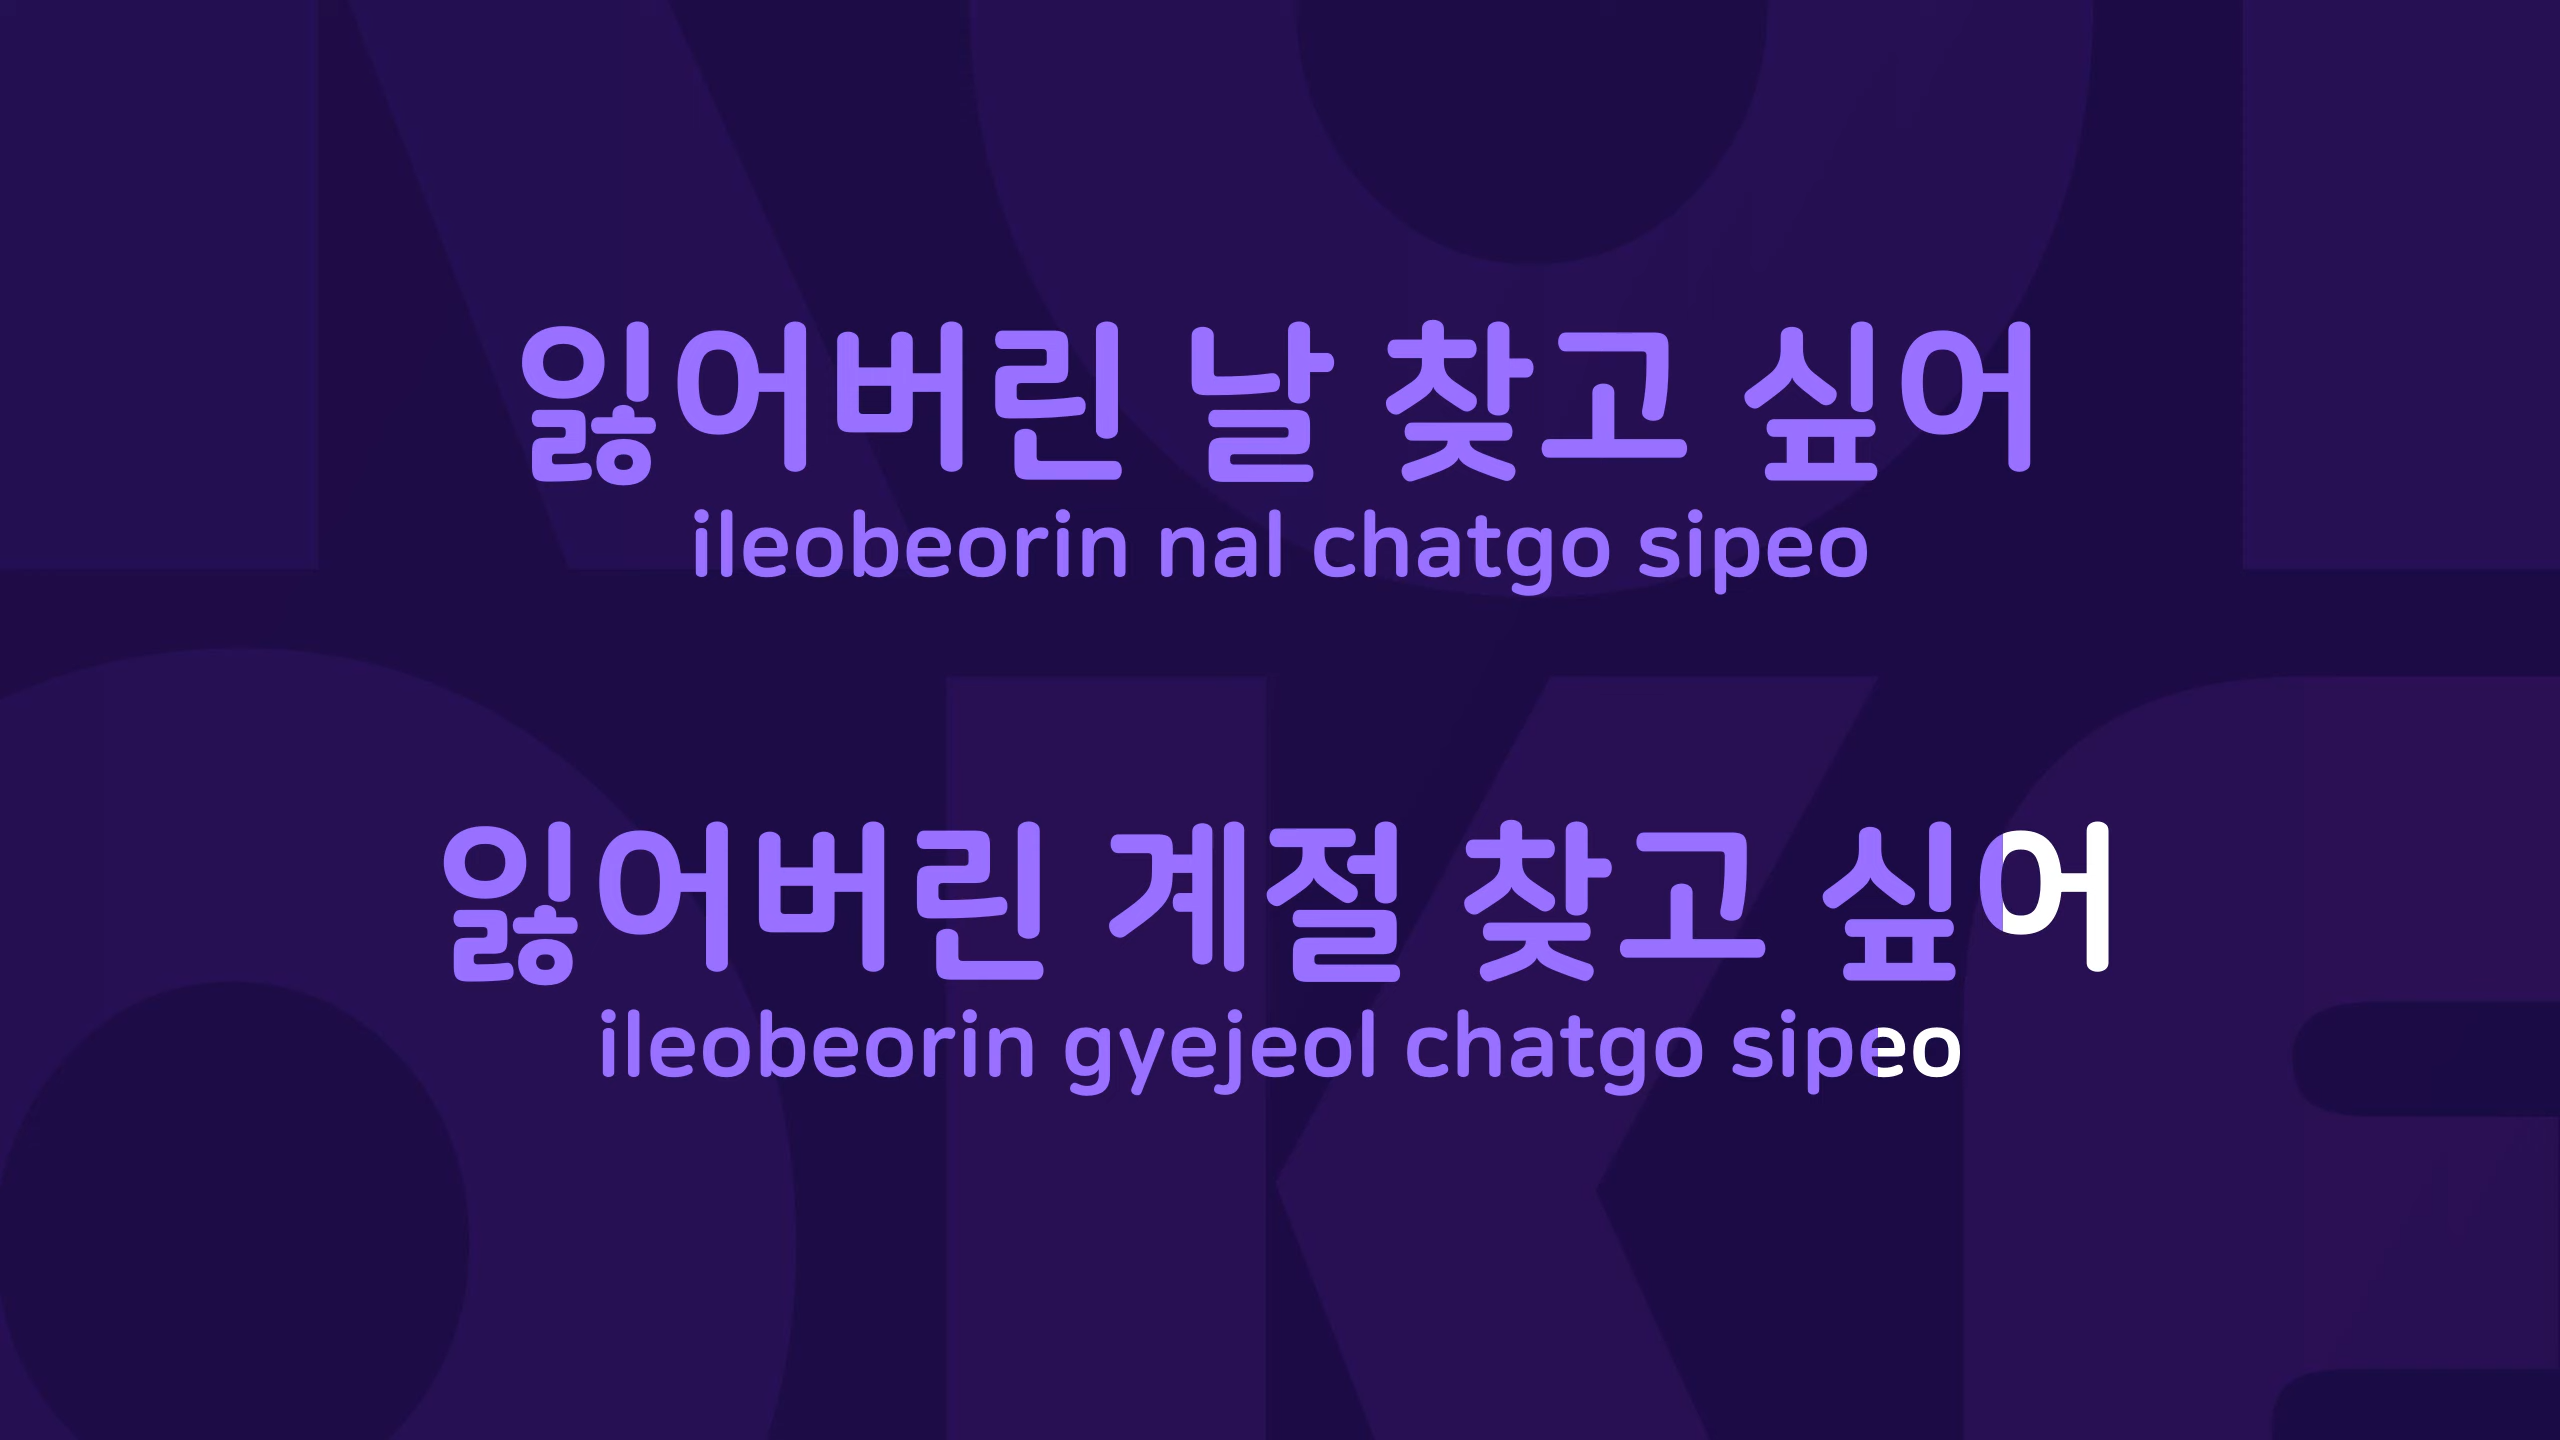 잃어버린 날 찾고 싶어
ileobeorin nal chatgo sipeo
잃어버린 계절 찾고 싶어
ileobeorin gyejeol chatgo sipeo